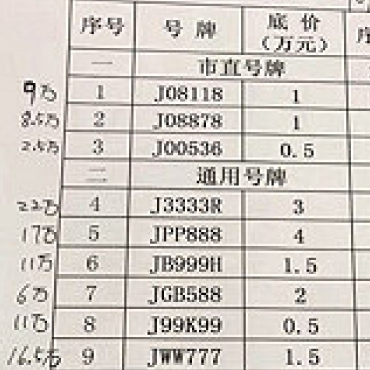 序号 号牌 底价（万元） 序
一 市直号牌
9万 1 J08118 1
8.5万 2 J08878 1
2.5万 3 J00536 0.5
二 通用号牌
22万 4 J3333R 3
17万 5 JPP888 4
11万 6 JB999H 1.5
6万 7 JGB588 2
11万 8 J99K99 0.5
16.5万 9 JWW777 1.5